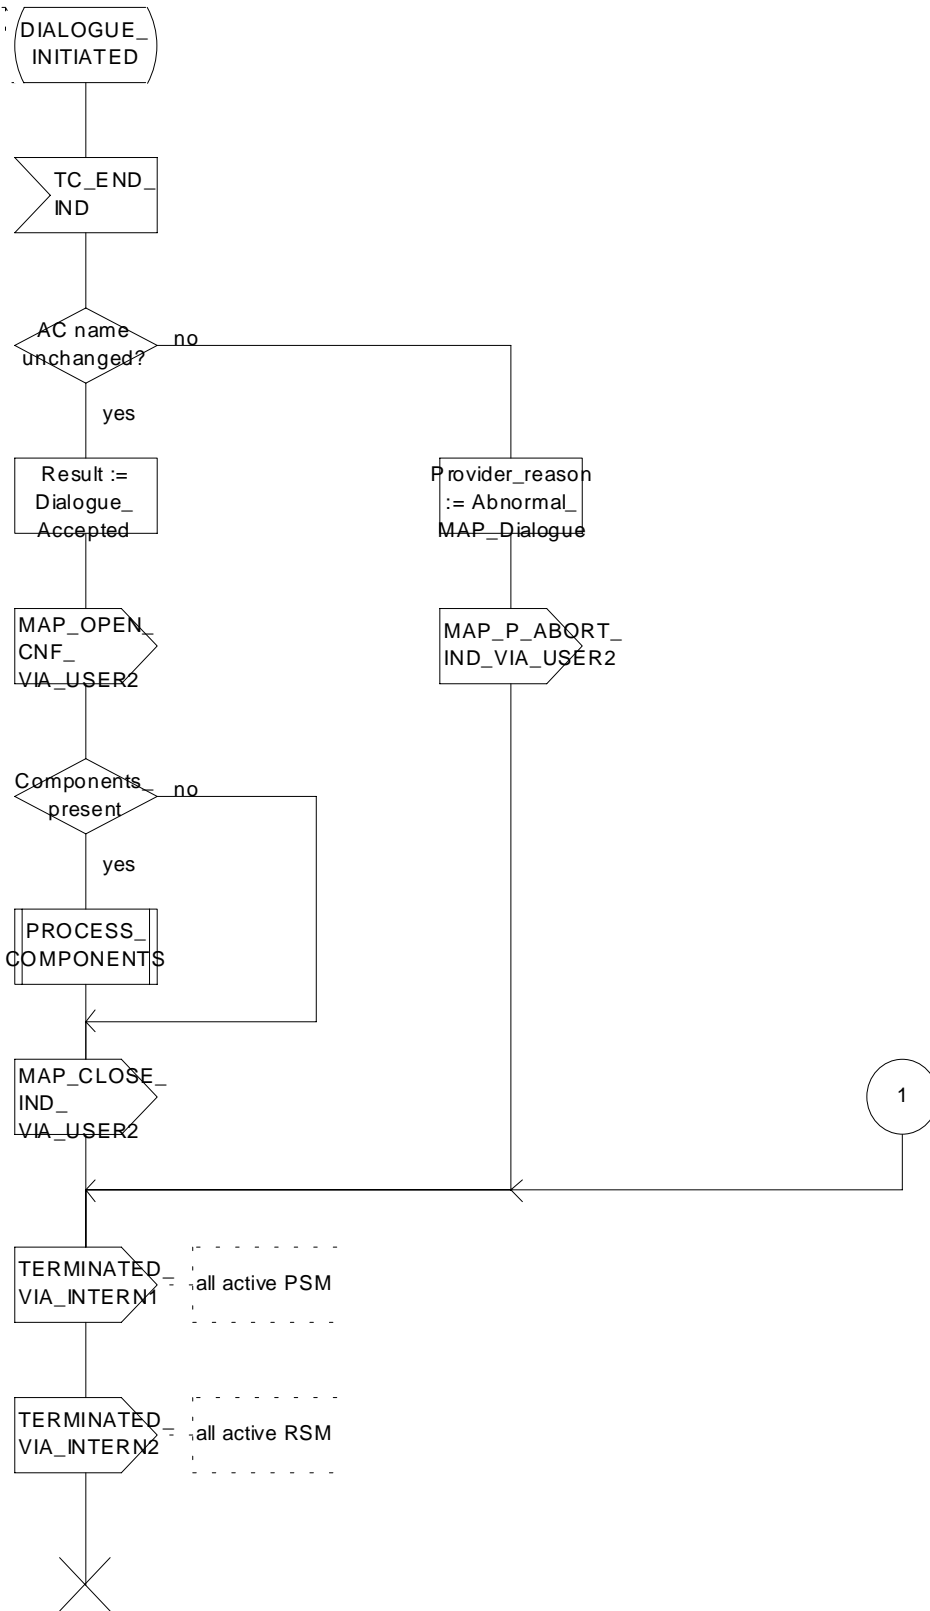 DIALOGUE_
INITIATED
TC_END_
IND
AC name
unchanged?
no
yes
Result :=
Dialogue_
Accepted
Provider_reason
:= Abnormal_
MAP_Dialogue
MAP_OPEN_
CNF_
VIA_USER2
MAP_P_ABORT_
IND_VIA_USER2
Components_
present
no
yes
PROCESS_
COMPONENTS
MAP_CLOSE_
IND_
VIA_USER2
1
TERMINATED_
VIA_INTERN1
all active PSM
TERMINATED_
VIA_INTERN2
all active RSM